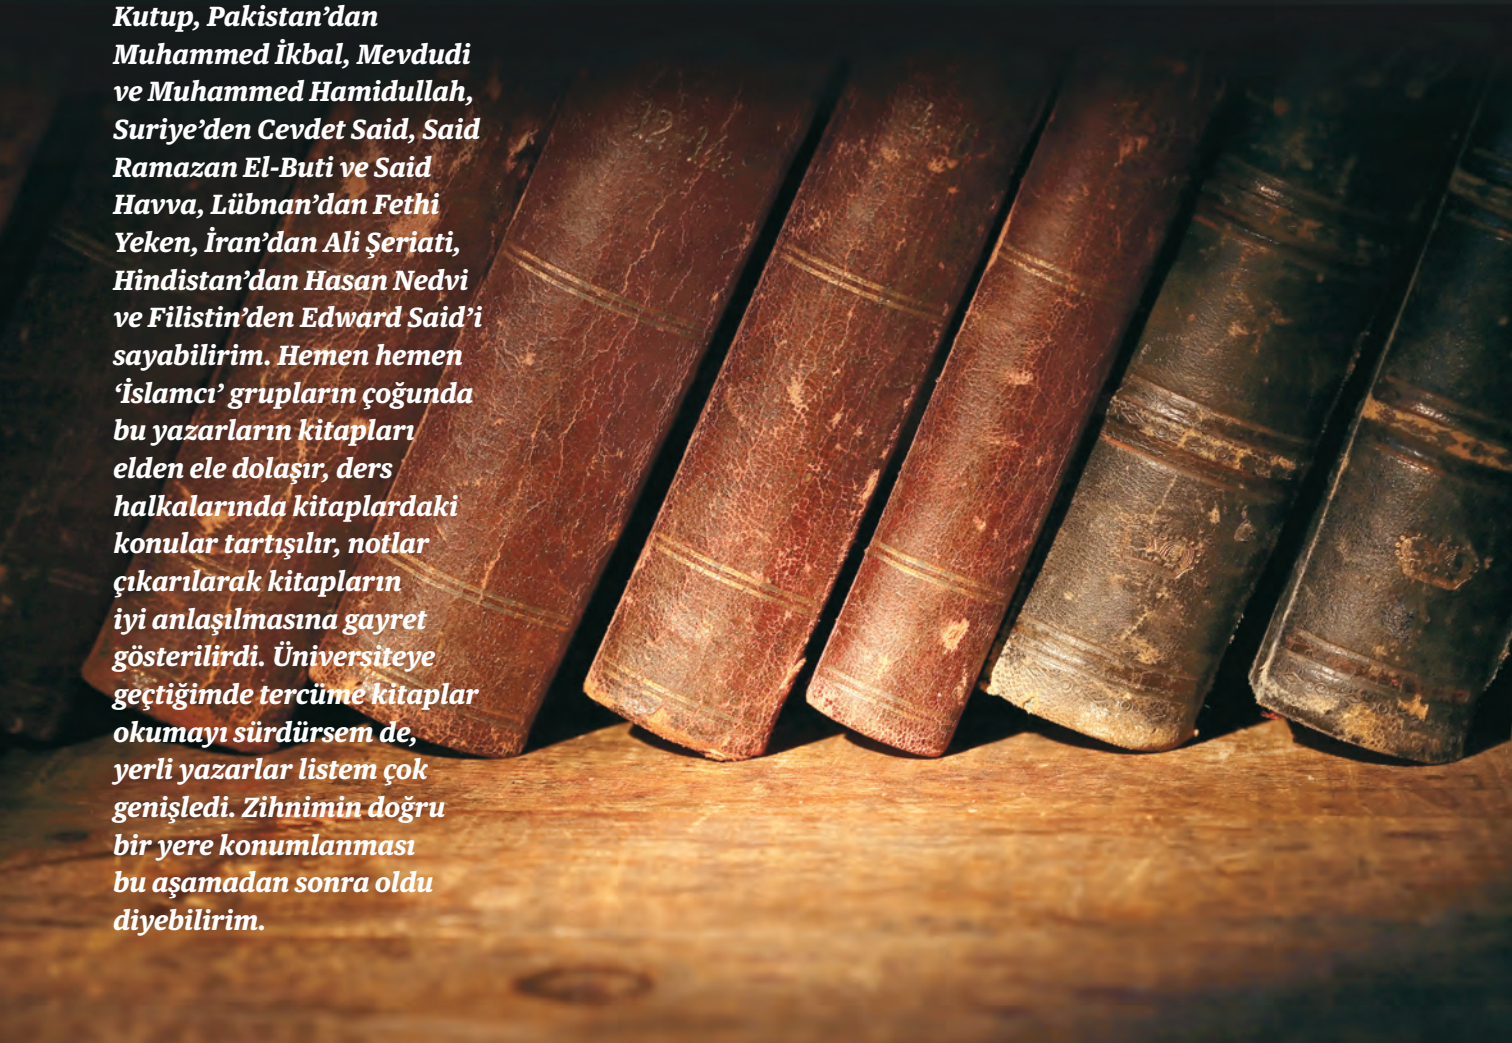 Kutup, Pakistan’dan
Muhammed İkbal, Mevdudi
ve Muhammed Hamidullah,
Suriye’den Cevdet Said, Said
Ramazan El-Buti ve Said
Havva, Lübnan’dan Fethi
Yeken, İran’dan Ali Şeriati,
Hindistan’dan Hasan Nedvi
ve Filistin’den Edward Said’i
sayabilirim. Hemen hemen
‘İslamcı’ grupların çoğunda
bu yazarların kitapları
elden ele dolaşır, ders
halkalarında kitaplardaki
konular tartışılır, notlar
çıkarılarak kitapların
iyi anlaşılmasına gayret
gösterilirdi. Üniversiteye
geçtiğimde tercüme kitaplar
okumayı sürdürsem de,
yerli yazarlar listem çok
genişledi. Zihnimin doğru
bir yere konumlanması
bu aşamadan sonra oldu
diyebilirim.